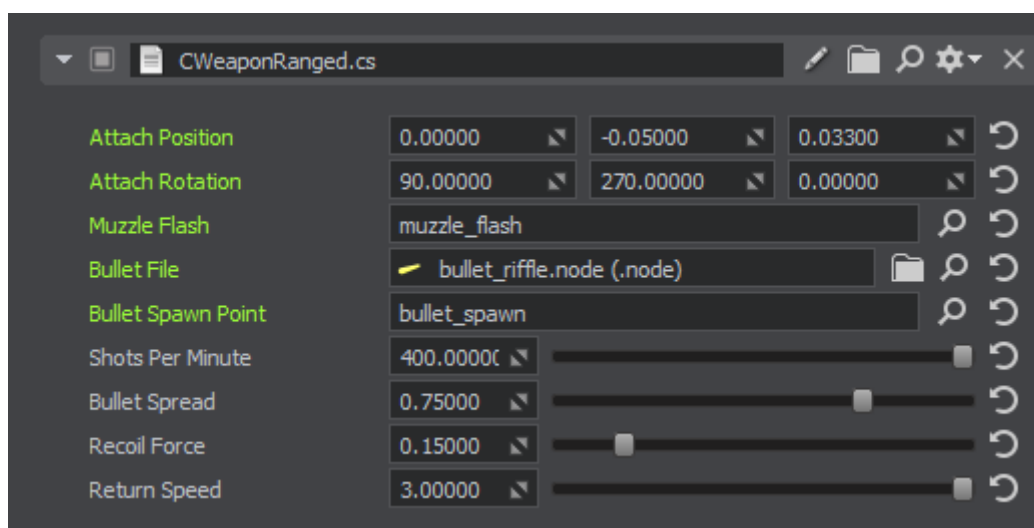 CWeaponRanged.cs
Attach Position 0.00000 -0.05000 0.03300
Attach Rotation 90.00000 270.00000 0.00000
Muzzle Flash muzzle_flash
Bullet File bullet_riffle.node (.node)
Bullet Spawn Point bullet_spawn
Shots Per Minute 400.0000
Bullet Spread 0.75000
Recoil Force 0.15000
Return Speed 3.00000